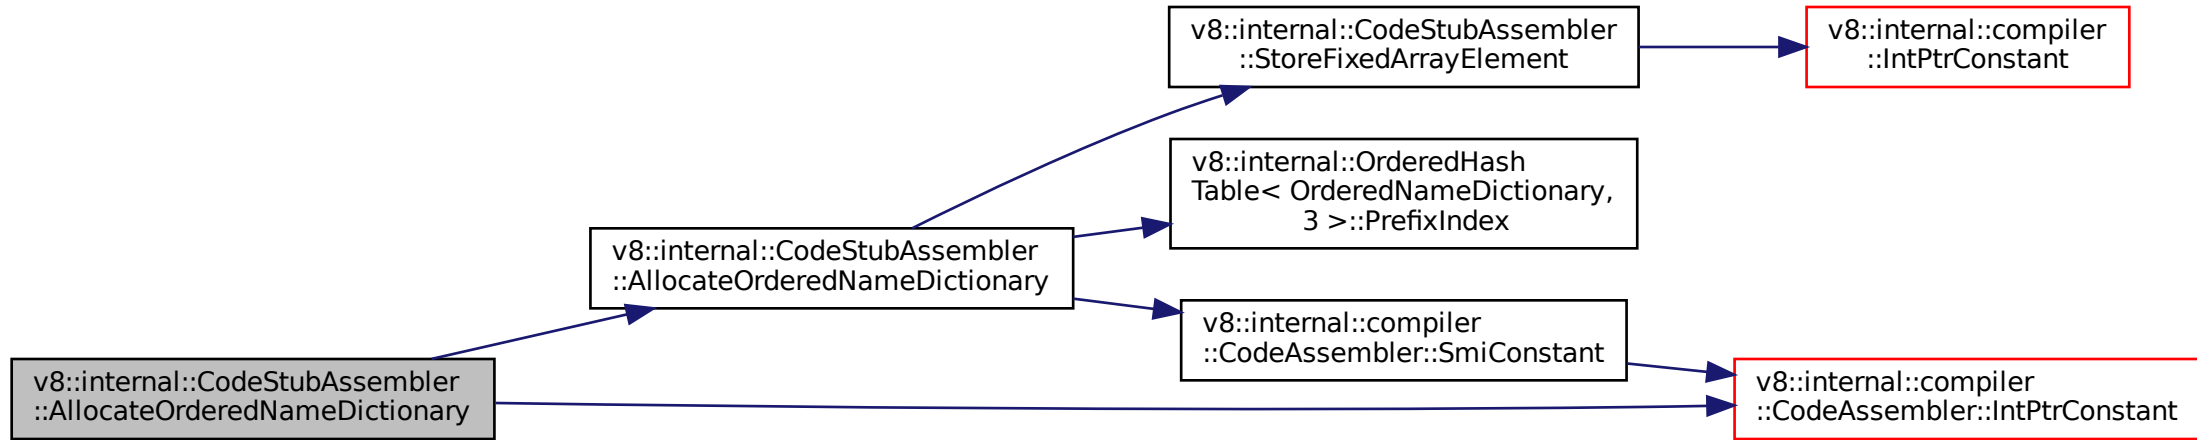 v8::internal::CodeStubAssembler
::StoreFixedArrayElement
v8::internal::compiler
::IntPtrConstant
v8::internal::OrderedHash
Table< OrderedNameDictionary,
3 >::PrefixIndex
v8::internal::CodeStubAssembler
::AllocateOrderedNameDictionary
v8::internal::compiler
::CodeAssembler::SmiConstant
v8::internal::CodeStubAssembler
::AllocateOrderedNameDictionary
v8::internal::compiler
::CodeAssembler::IntPtrConstant